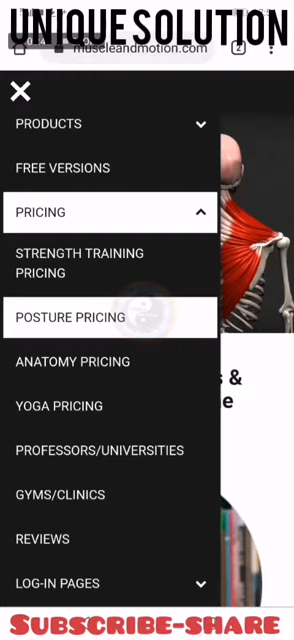 UNIQUE SOLUTION
muscleandmotion.com
PRODUCTS
FREE VERSIONS
PRICING
STRENGTH TRAINING
PRICING
POSTURE PRICING
ANATOMY PRICING
YOGA PRICING
PROFESSORS/UNIVERSITIES
GYMS/CLINICS
REVIEWS
LOG-IN PAGES
SUBSCRIBE-SHARE